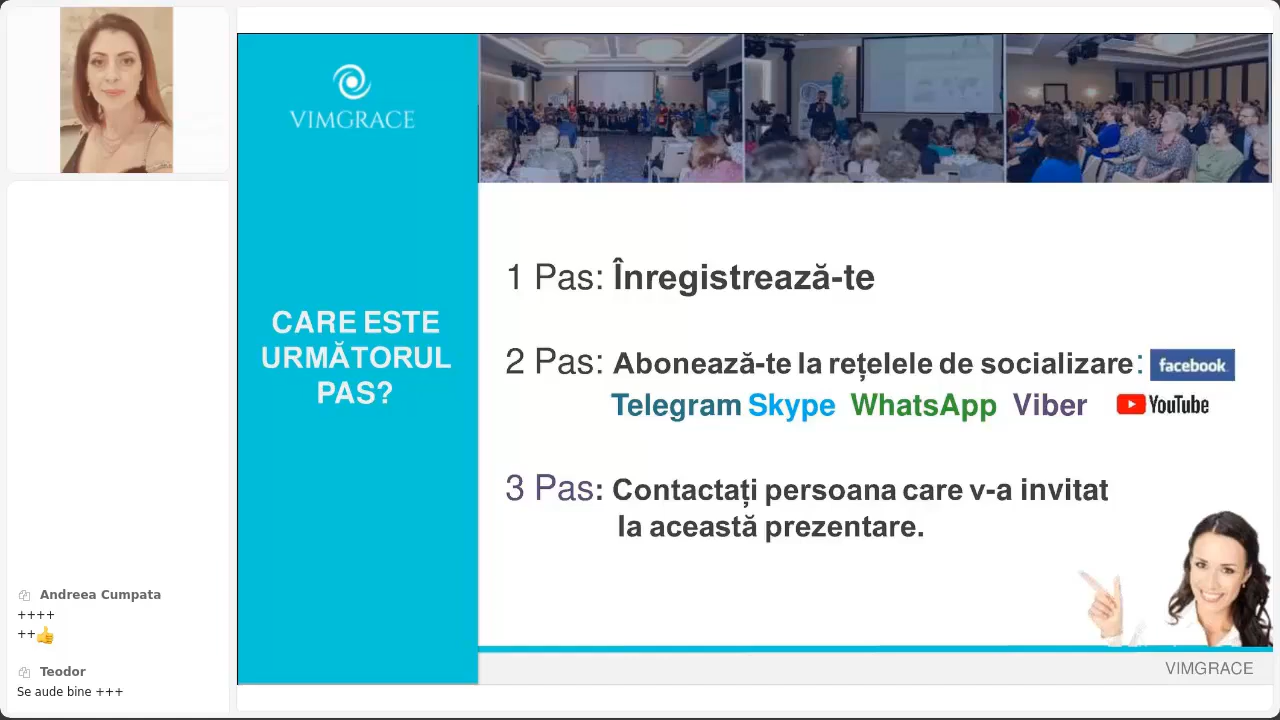 VIMGRACE
CARE ESTE
URMĂTORUL
PAS?
1 Pas: Înregistrează-te
2 Pas: Abonează-te la rețelele de socializare: facebook
Telegram Skype WhatsApp Viber YouTube
3 Pas: Contactați persoana care v-a invitat
la această prezentare.
VIMGRACE
Andreea Cumpata
++++
++👍
Teodor
Se aude bine +++